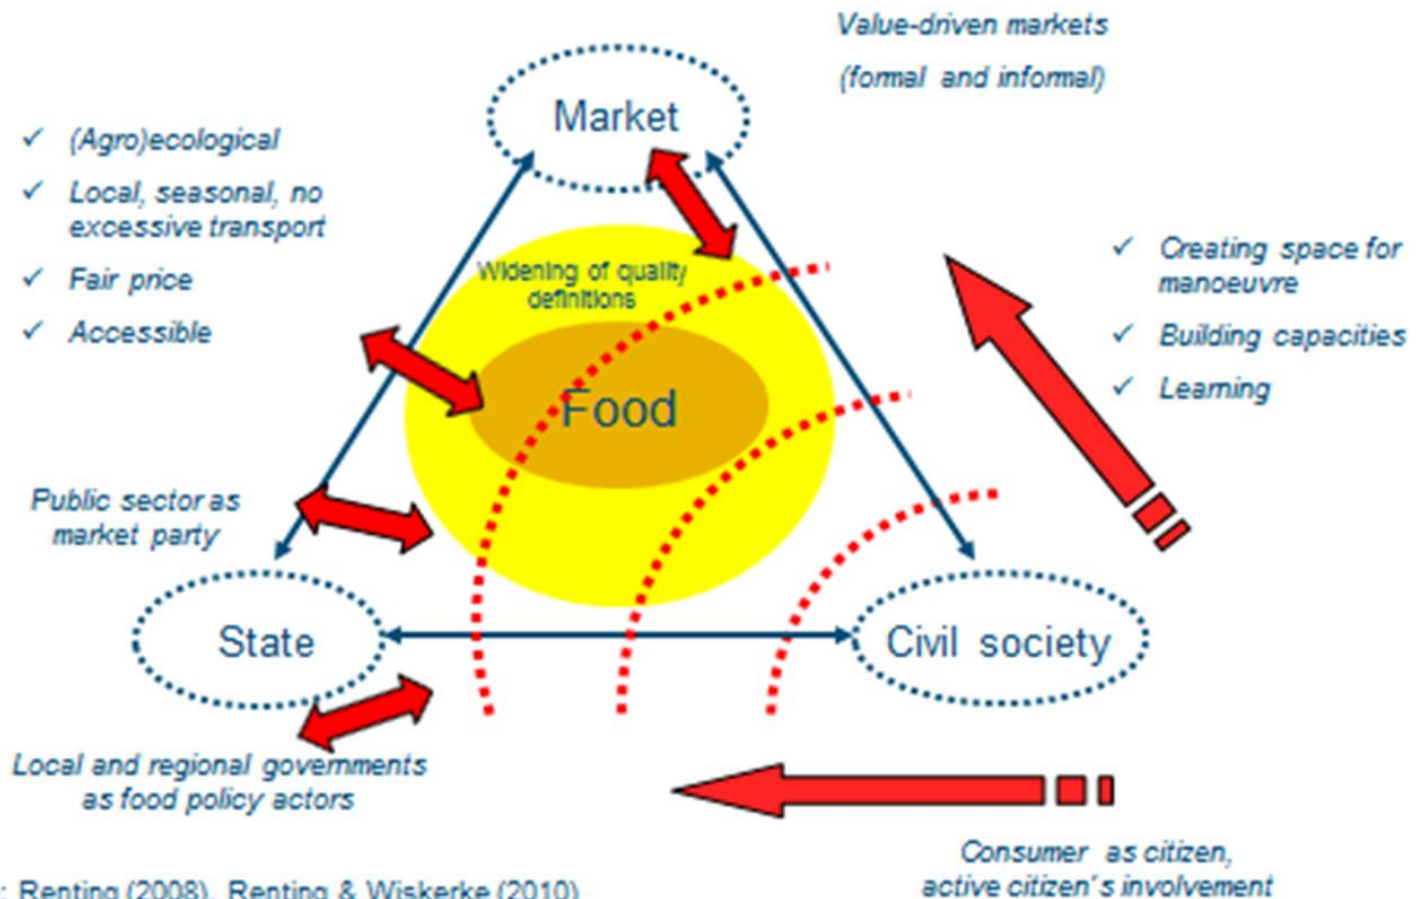 Value-driven markets
(formal and informal)
Market
✓ (Agro)ecological
✓ Local, seasonal, no
excessive transport
✓ Fair price
✓ Accessible
Widening of quality
definitions
✓ Creating space for
manoeuvre
✓ Building capacities
✓ Learning
Food
Public sector as
market party
State
Civil society
Local and regional governments
as food policy actors
Consumer as citizen,
active citizen´s involvement
: Renting (2008), Renting & Wiskerke (2010)